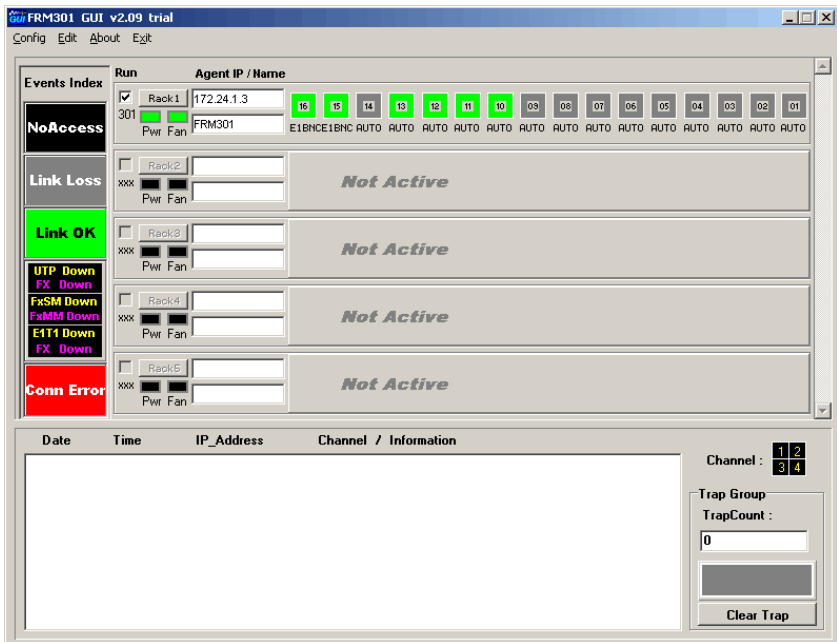 GUI FRM301 GUI v2.09 trial
Config Edit About Exit
Events Index
Run Agent IP / Name
Rack1 172.24.1.3
301
Pwr Fan FRM301
16 15 14 13 12 11 10 09 08 07 06 05 04 03 02 01
E1BNC E1BNC AUTO AUTO AUTO AUTO AUTO AUTO AUTO AUTO AUTO AUTO AUTO AUTO AUTO AUTO
NoAccess
Rack2
xxx
Pwr Fan
Not Active
Link Loss
Rack3
xxx
Pwr Fan
Not Active
Link OK
Rack4
xxx
Pwr Fan
Not Active
UTP Down
FX Down
FxSM Down
FxMM Down
E1T1 Down
FX Down
Rack5
xxx
Pwr Fan
Not Active
Conn Error
Date Time IP_Address Channel / Information
Channel : 1 2
3 4
Trap Group
TrapCount :
0
Clear Trap